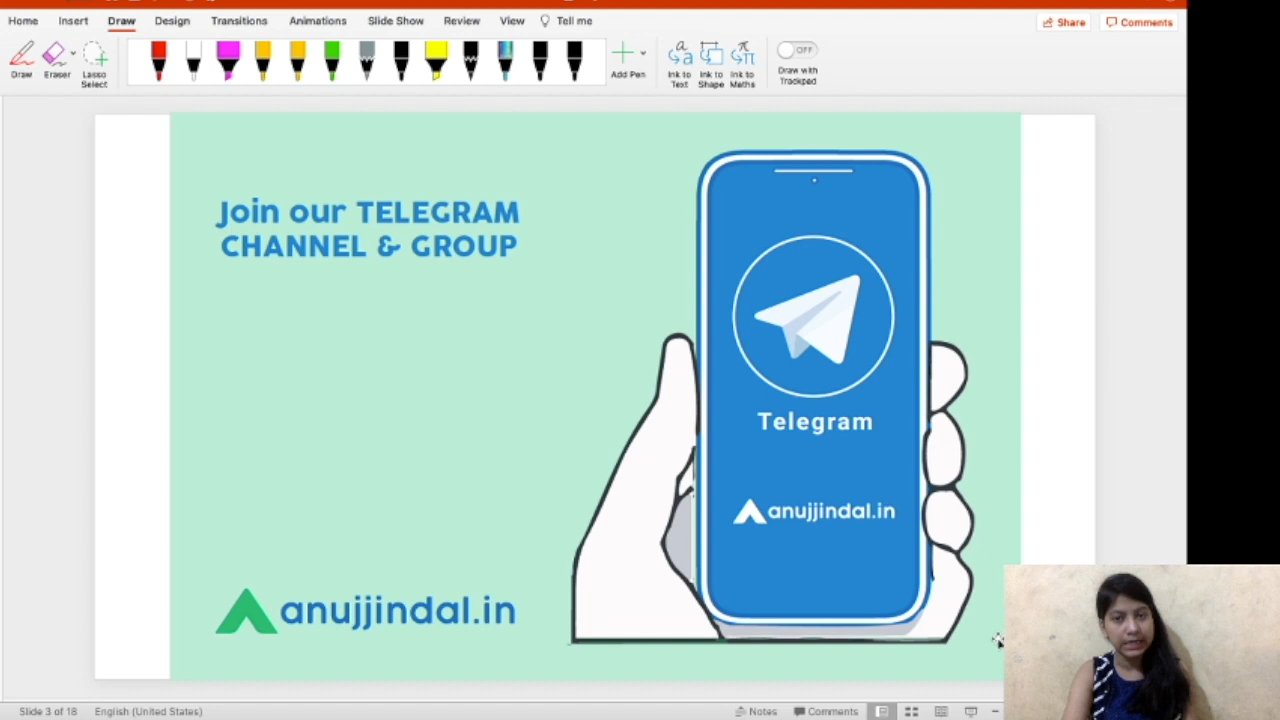 Home Insert Draw Design Transitions Animations Slide Show Review View Tell me Share Comments
OFF
Draw Eraser Lasso Select Add Pen Ink to Text Ink to Shape Ink to Maths Draw with Trackpad
Join our TELEGRAM
CHANNEL & GROUP
Telegram
anujjindal.in
anujjindal.in
Slide 3 of 18 English (United States) Notes Comments